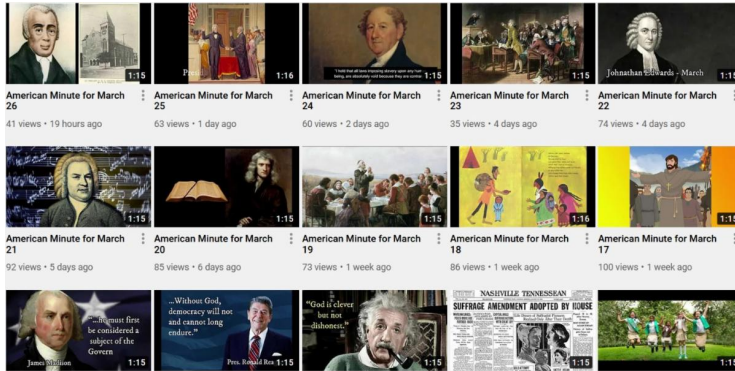 1:15
Presi
1:16
"I hold that all laws imposing slavery upon any human
being, are absolutely void because they are contrary
1:15
1:15
Johnathan Edwards - March
1:15
American Minute for March
26
41 views • 19 hours ago
American Minute for March
25
63 views • 1 day ago
American Minute for March
24
60 views • 2 days ago
American Minute for March
23
35 views • 4 days ago
American Minute for March
22
74 views • 4 days ago
1:15
1:15
1:15
1:16
1:15
American Minute for March
21
92 views • 5 days ago
American Minute for March
20
85 views • 6 days ago
American Minute for March
19
73 views • 1 week ago
American Minute for March
18
86 views • 1 week ago
American Minute for March
17
100 views • 1 week ago
"...he must first
be considered a
subject of the
Govern
James Madison
1:15
"...Without God,
democracy will not
and cannot long
endure."
Pres. Ronald Rea
1:15
"God is clever
but not
dishonest."
1:15
NASHVILLE TENNESSEAN
SUFFRAGE AMENDMENT ADOPTED BY HOUSE
1:15
1:15